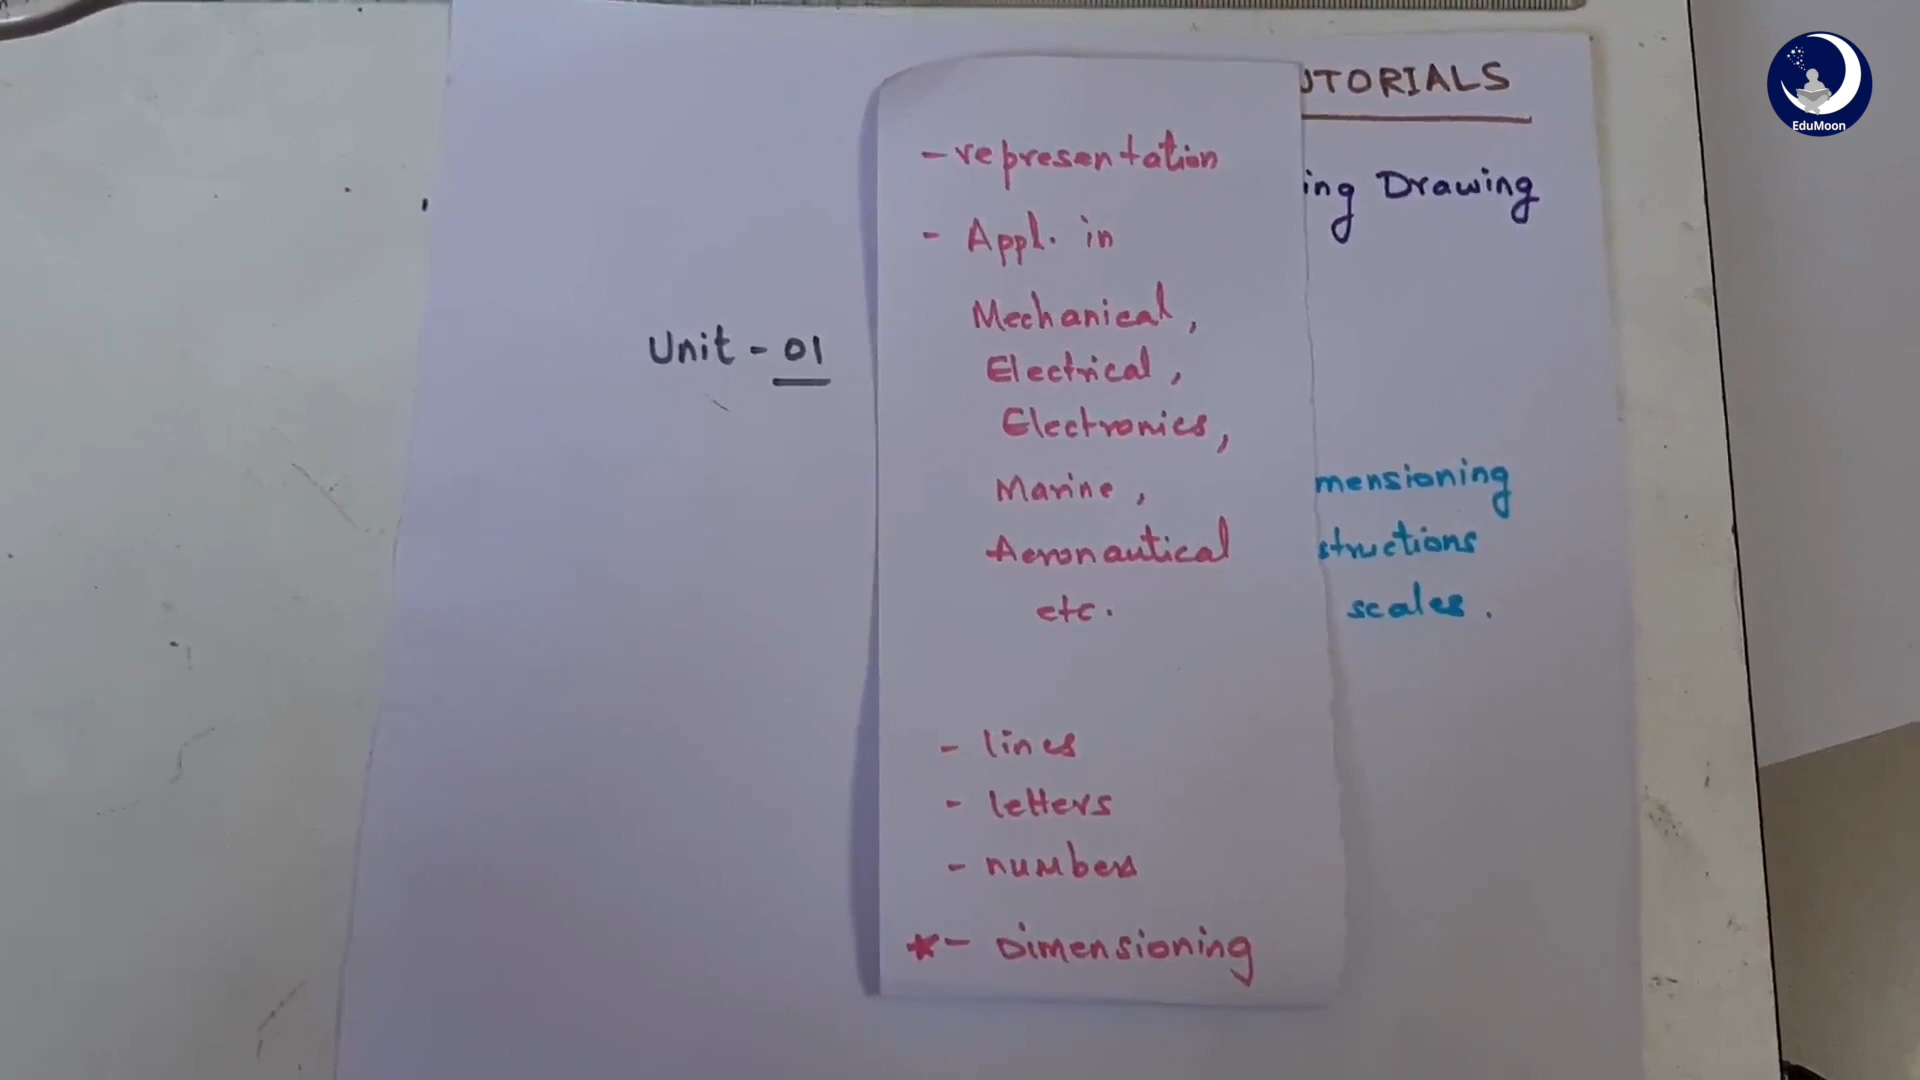 UTORIALS
EduMoon
- representation
ing Drawing
- Appl. in
Mechanical,
Unit - 01
Electrical,
Electronics,
Marine,
mensioning
Aeronautical
structions
etc.
scales.
- lines
- letters
- numbers
*- Dimensioning